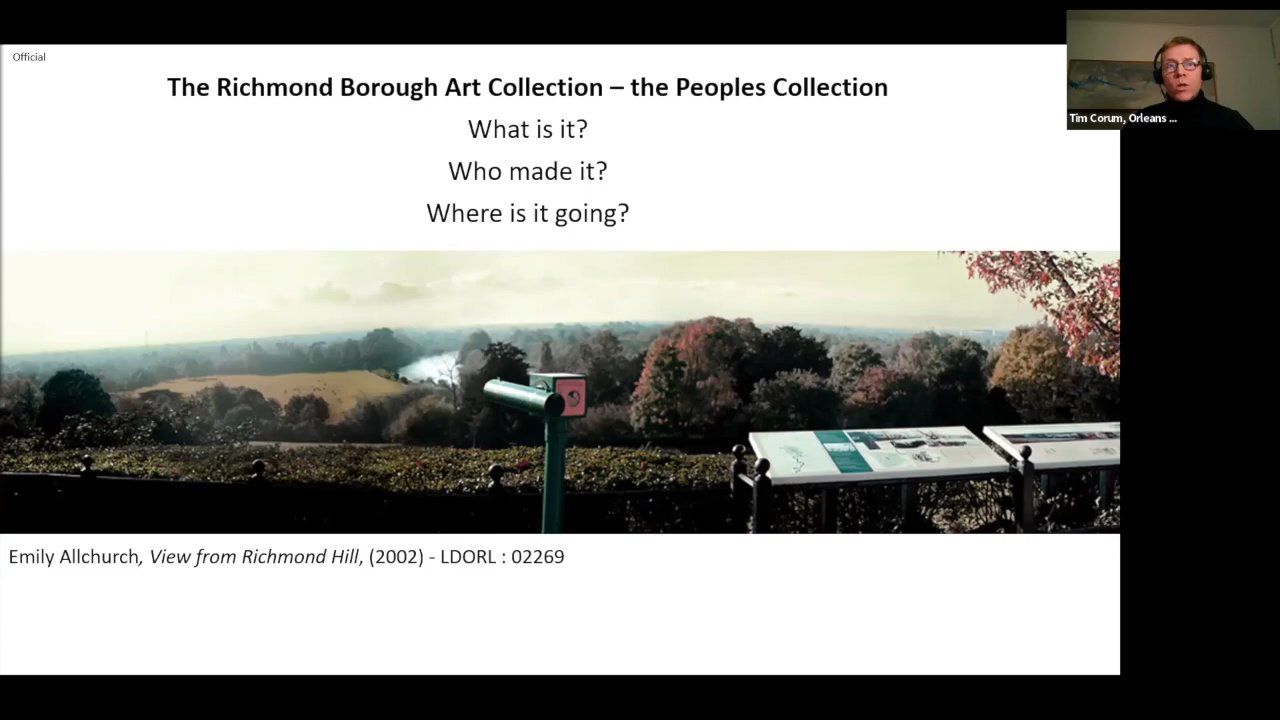 Official
The Richmond Borough Art Collection – the Peoples Collection
What is it?
Who made it?
Where is it going?
Tim Corum, Orleans ...
Emily Allchurch, View from Richmond Hill, (2002) - LDORL : 02269